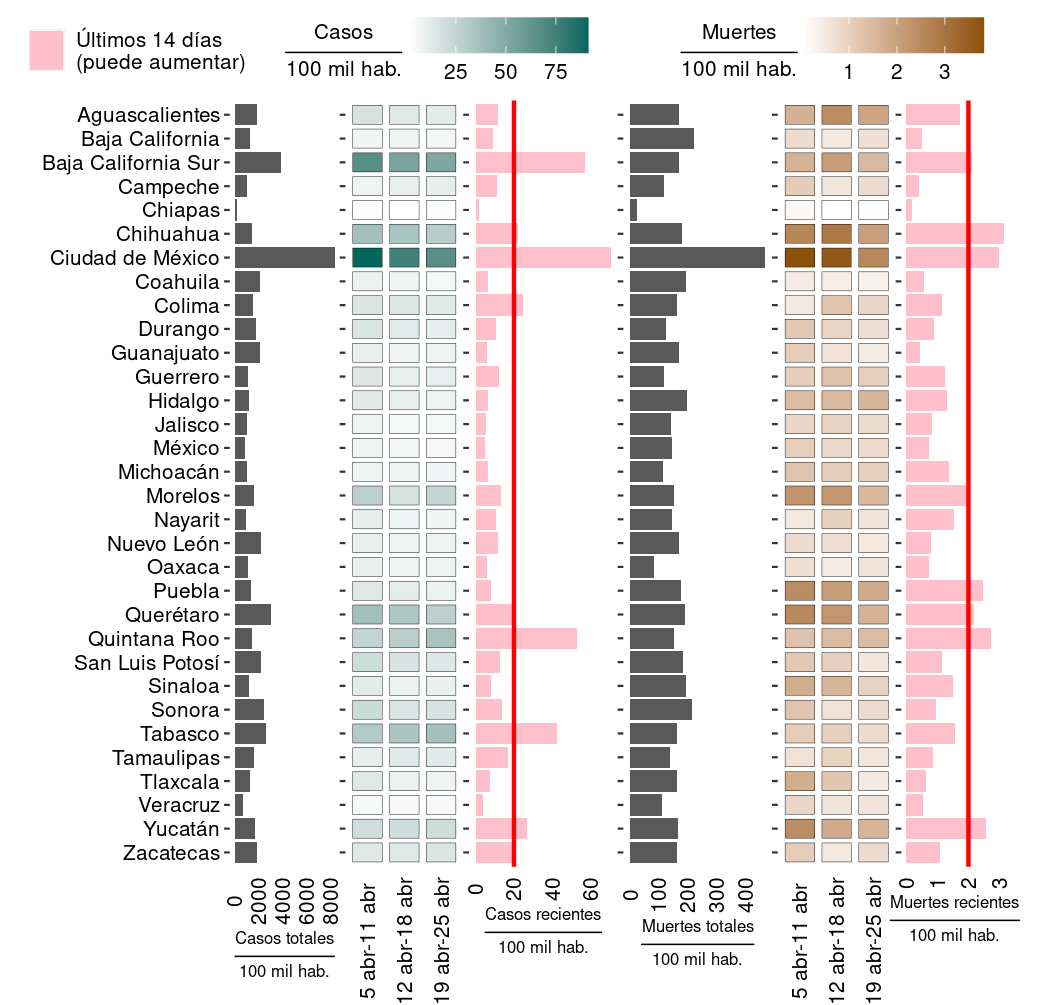 Últimos 14 días
(puede aumentar)
Casos
100 mil hab.
25 50 75
Muertes
100 mil hab.
1 2 3
Aguascalientes
Baja California
Baja California Sur
Campeche
Chiapas
Chihuahua
Ciudad de México
Coahuila
Colima
Durango
Guanajuato
Guerrero
Hidalgo
Jalisco
México
Michoacán
Morelos
Nayarit
Nuevo León
Oaxaca
Puebla
Querétaro
Quintana Roo
San Luis Potosí
Sinaloa
Sonora
Tabasco
Tamaulipas
Tlaxcala
Veracruz
Yucatán
Zacatecas
0 2000 4000 6000 8000
Casos totales
100 mil hab.
5 abr-11 abr
12 abr-18 abr
19 abr-25 abr
0 20 40 60
Casos recientes
100 mil hab.
0 100 200 300 400
Muertes totales
100 mil hab.
5 abr-11 abr
12 abr-18 abr
19 abr-25 abr
0 1 2 3
Muertes recientes
100 mil hab.